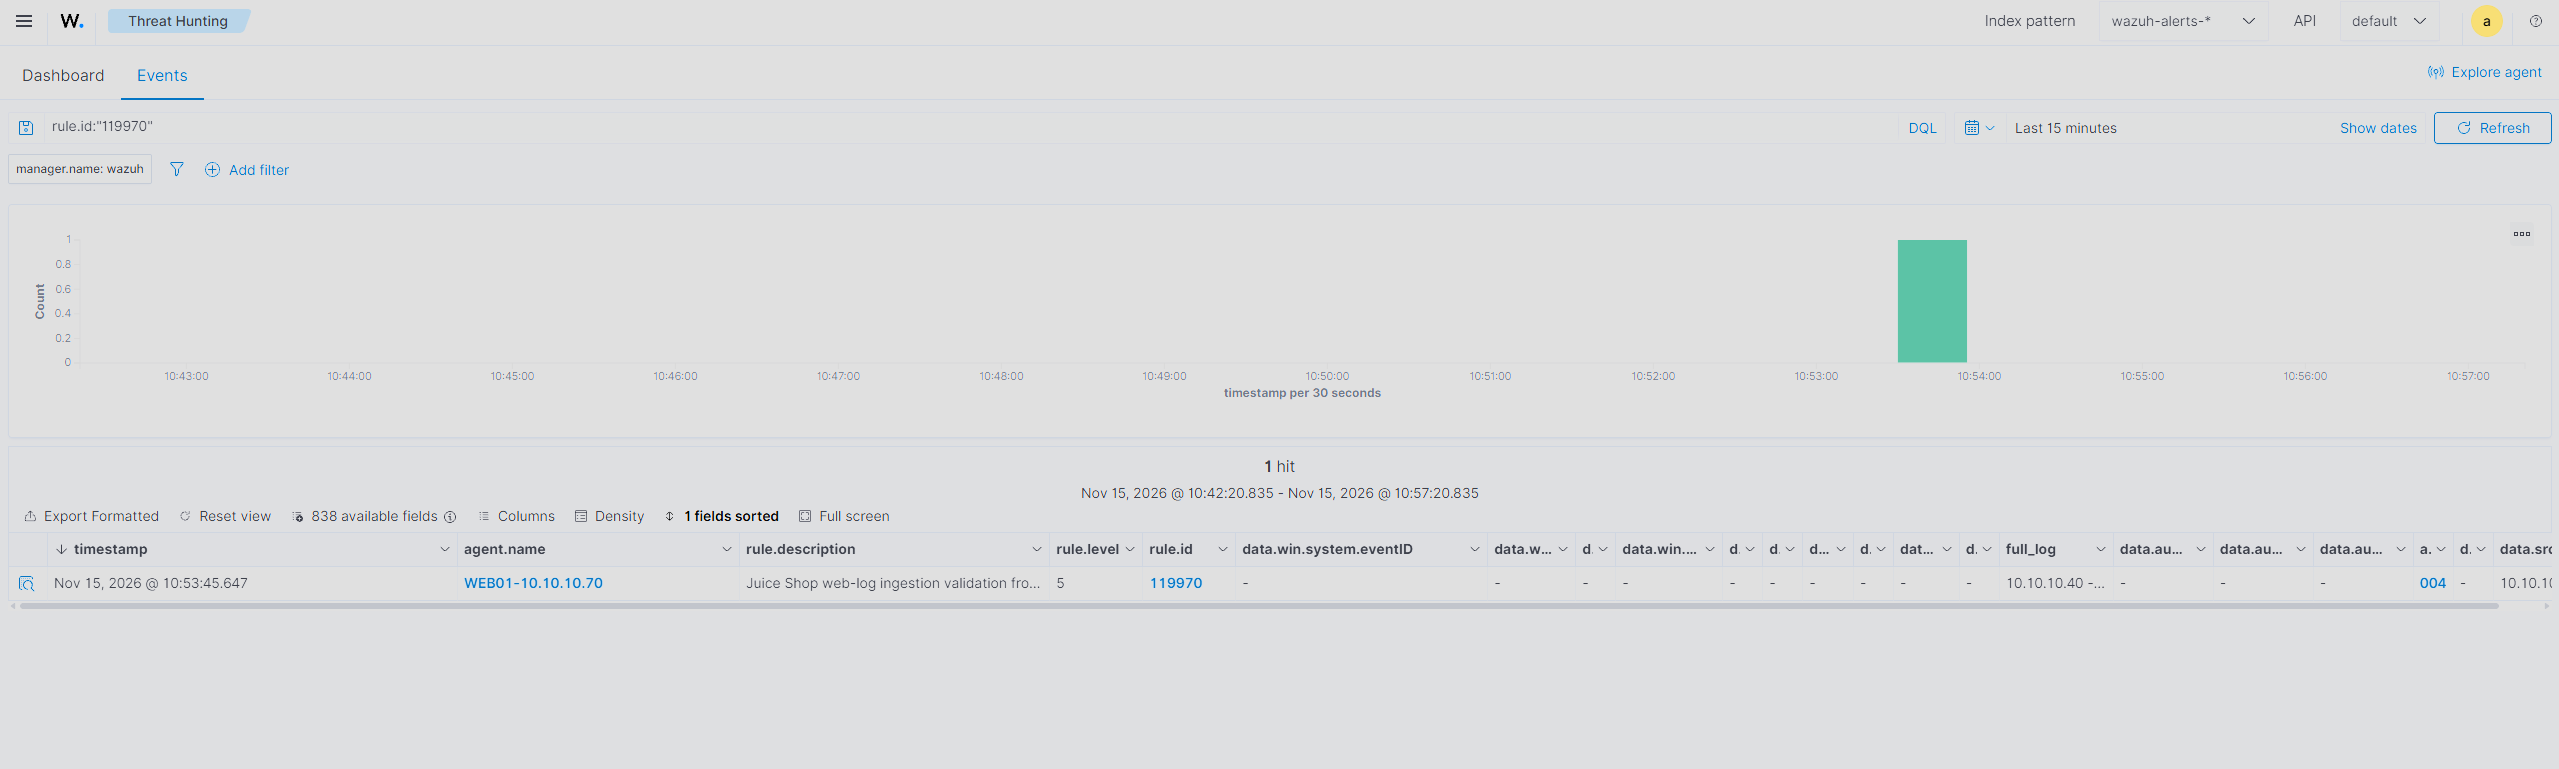 W. Threat Hunting Index pattern wazuh-alerts-* API default a
Dashboard Events Explore agent
rule.id:"119970" DQL Last 15 minutes Show dates Refresh
manager.name: wazuh Add filter
Count
1
0.8
0.6
0.4
0.2
0
10:43:00 10:44:00 10:45:00 10:46:00 10:47:00 10:48:00 10:49:00 10:50:00 10:51:00 10:52:00 10:53:00 10:54:00 10:55:00 10:56:00 10:57:00
timestamp per 30 seconds
1 hit
Nov 15, 2026 @ 10:42:20.835 - Nov 15, 2026 @ 10:57:20.835
Export Formatted Reset view 838 available fields Columns Density 1 fields sorted Full screen
timestamp agent.name rule.description rule.level rule.id data.win.system.eventID data.w... d. data.win.... d. d. d... d. dat... d. full_log data.au... data.au... data.au... a. d. data.src
Nov 15, 2026 @ 10:53:45.647 WEB01-10.10.10.70 Juice Shop web-log ingestion validation fro... 5 119970 - - - - - - - - - - 10.10.10.40 -... - - - 004 - 10.10.10